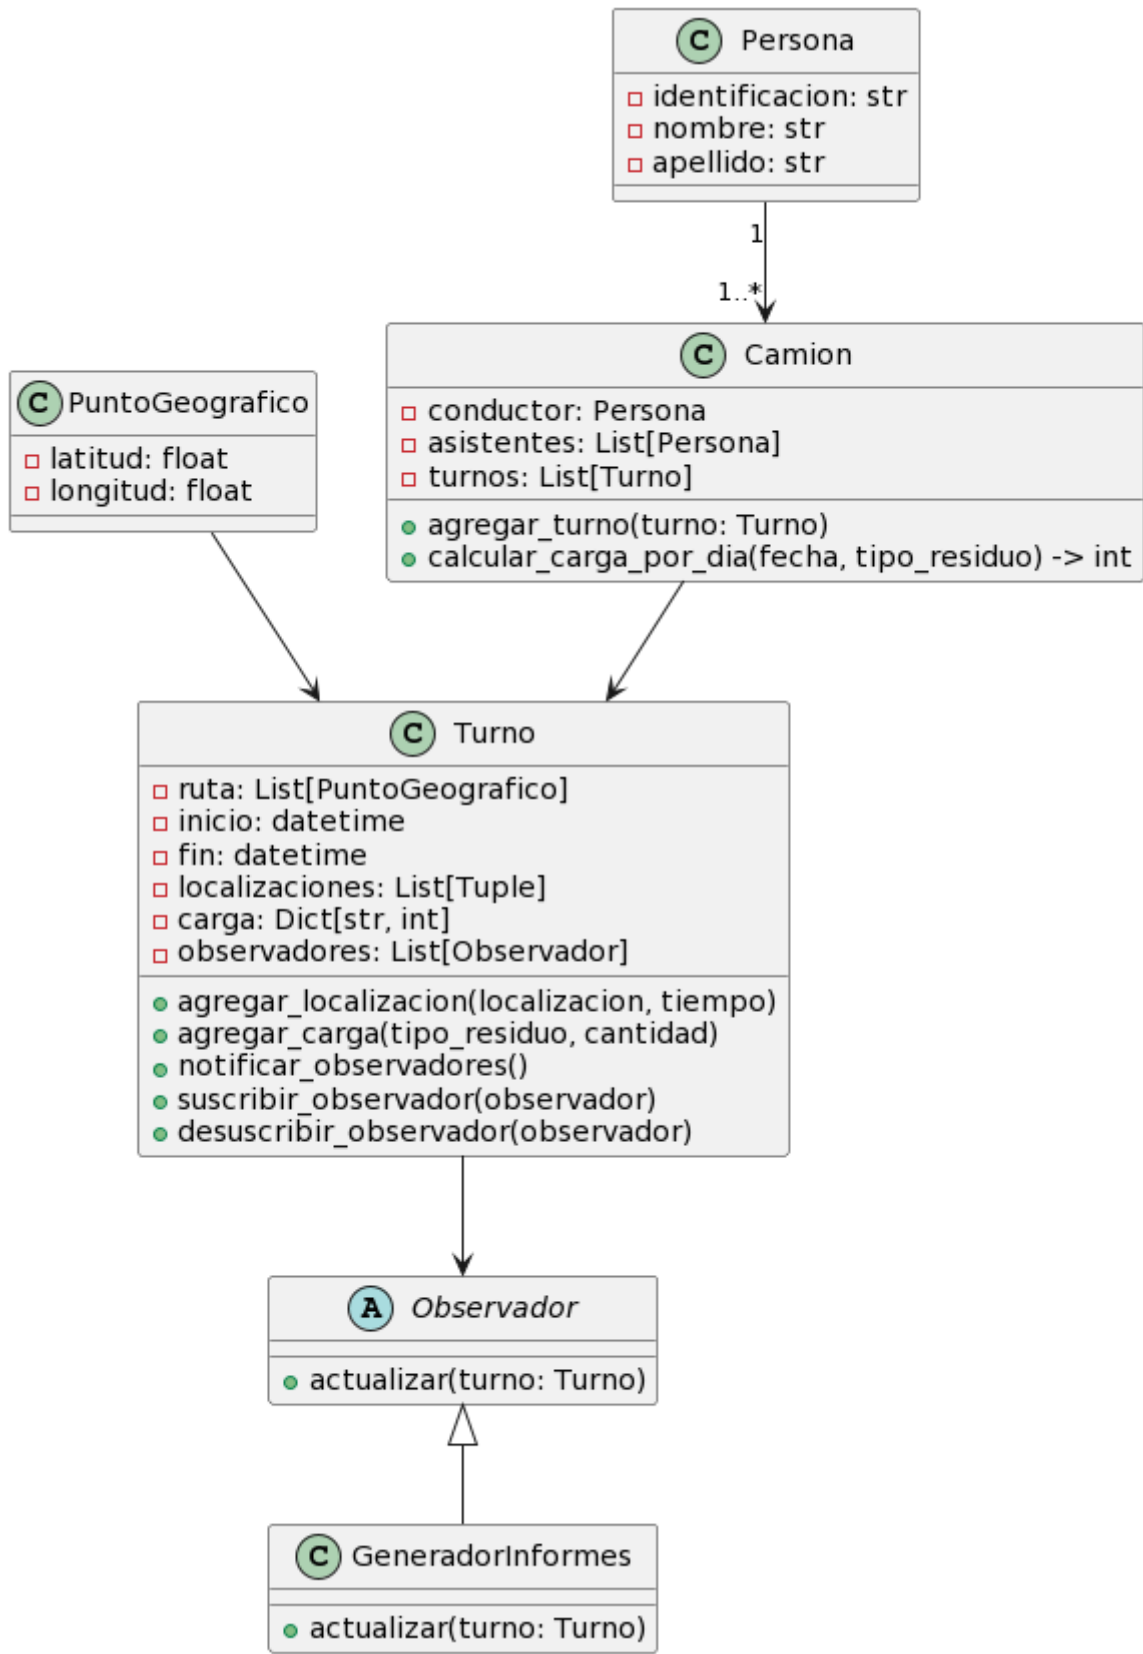 C Persona
identificacion: str
nombre: str
apellido: str
1
1..*
C Camion
conductor: Persona
asistentes: List[Persona]
turnos: List[Turno]
agregar_turno(turno: Turno)
calcular_carga_por_dia(fecha, tipo_residuo) -> int
C PuntoGeografico
latitud: float
longitud: float
C Turno
ruta: List[PuntoGeografico]
inicio: datetime
fin: datetime
localizaciones: List[Tuple]
carga: Dict[str, int]
observadores: List[Observador]
agregar_localizacion(localizacion, tiempo)
agregar_carga(tipo_residuo, cantidad)
notificar_observadores()
suscribir_observador(observador)
desuscribir_observador(observador)
A Observador
actualizar(turno: Turno)
C GeneradorInformes
actualizar(turno: Turno)